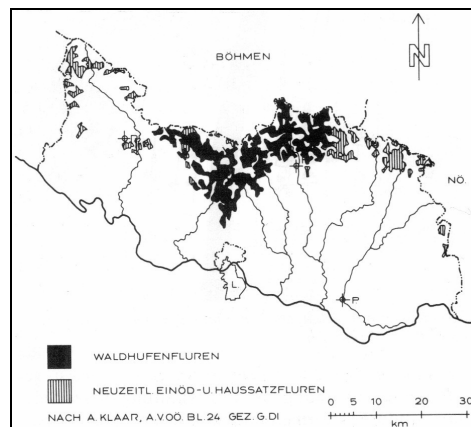 BÖHMEN
N
NÖ.
F.
L.
P.
WALDHUFENFLUREN
NEUZEITL. EINÖD-U. HAUSSATZFLUREN
NACH A. KLAAR, A.V.OÖ. BL.24 GEZ. G.DI
0 5 10 20 30
km